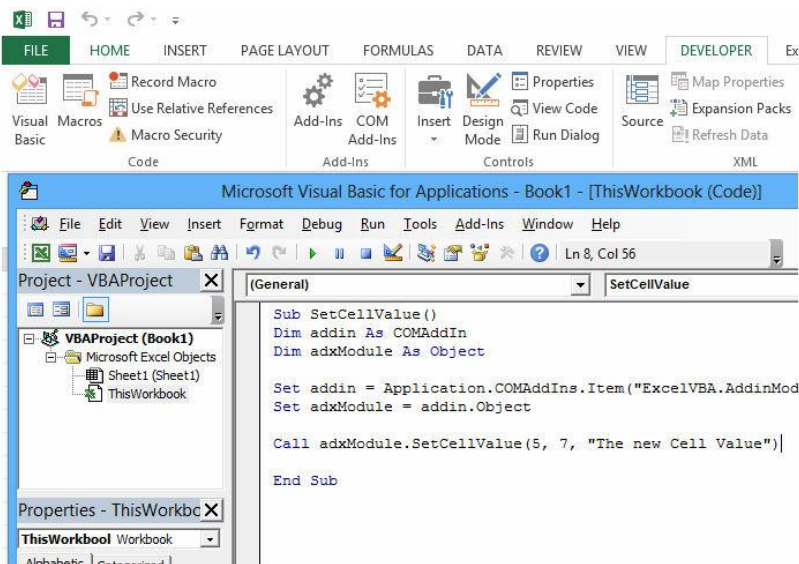 FILE HOME INSERT PAGE LAYOUT FORMULAS DATA REVIEW VIEW DEVELOPER Ex
Visual Basic
Macros
Record Macro
Use Relative References
Macro Security
Code
Add-Ins
COM Add-Ins
Add-Ins
Insert
Design Mode
Properties
View Code
Run Dialog
Controls
Source
Map Properties
Expansion Packs
Refresh Data
XML
Microsoft Visual Basic for Applications - Book1 - [ThisWorkbook (Code)]
File Edit View Insert Format Debug Run Tools Add-Ins Window Help
Ln 8, Col 56
Project - VBAProject
VBAProject (Book1)
Microsoft Excel Objects
Sheet1 (Sheet1)
ThisWorkbook
Properties - ThisWorkbc
ThisWorkbool Workbook
Alphabetic Categorized
(General) SetCellValue
Sub SetCellValue()
Dim addin As COMAddIn
Dim adxModule As Object
Set addin = Application.COMAddIns.Item("ExcelVBA.AddinMod
Set adxModule = addin.Object
Call adxModule.SetCellValue(5, 7, "The new Cell Value")
End Sub